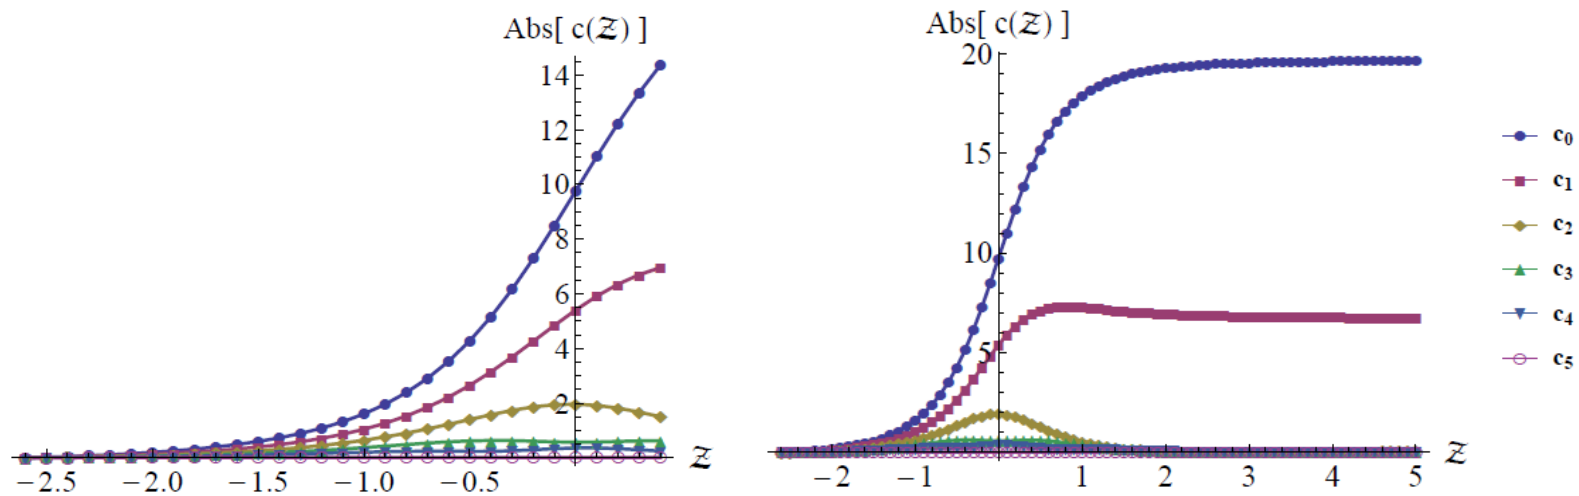 Abs[ c(𝒵) ]
14
12
10
8
6
4
2
−2.5 −2.0 −1.5 −1.0 −0.5
𝒵
Abs[ c(𝒵) ]
20
15
10
5
−2 −1 1 2 3 4 5
𝒵
c₀
c₁
c₂
c₃
c₄
c₅